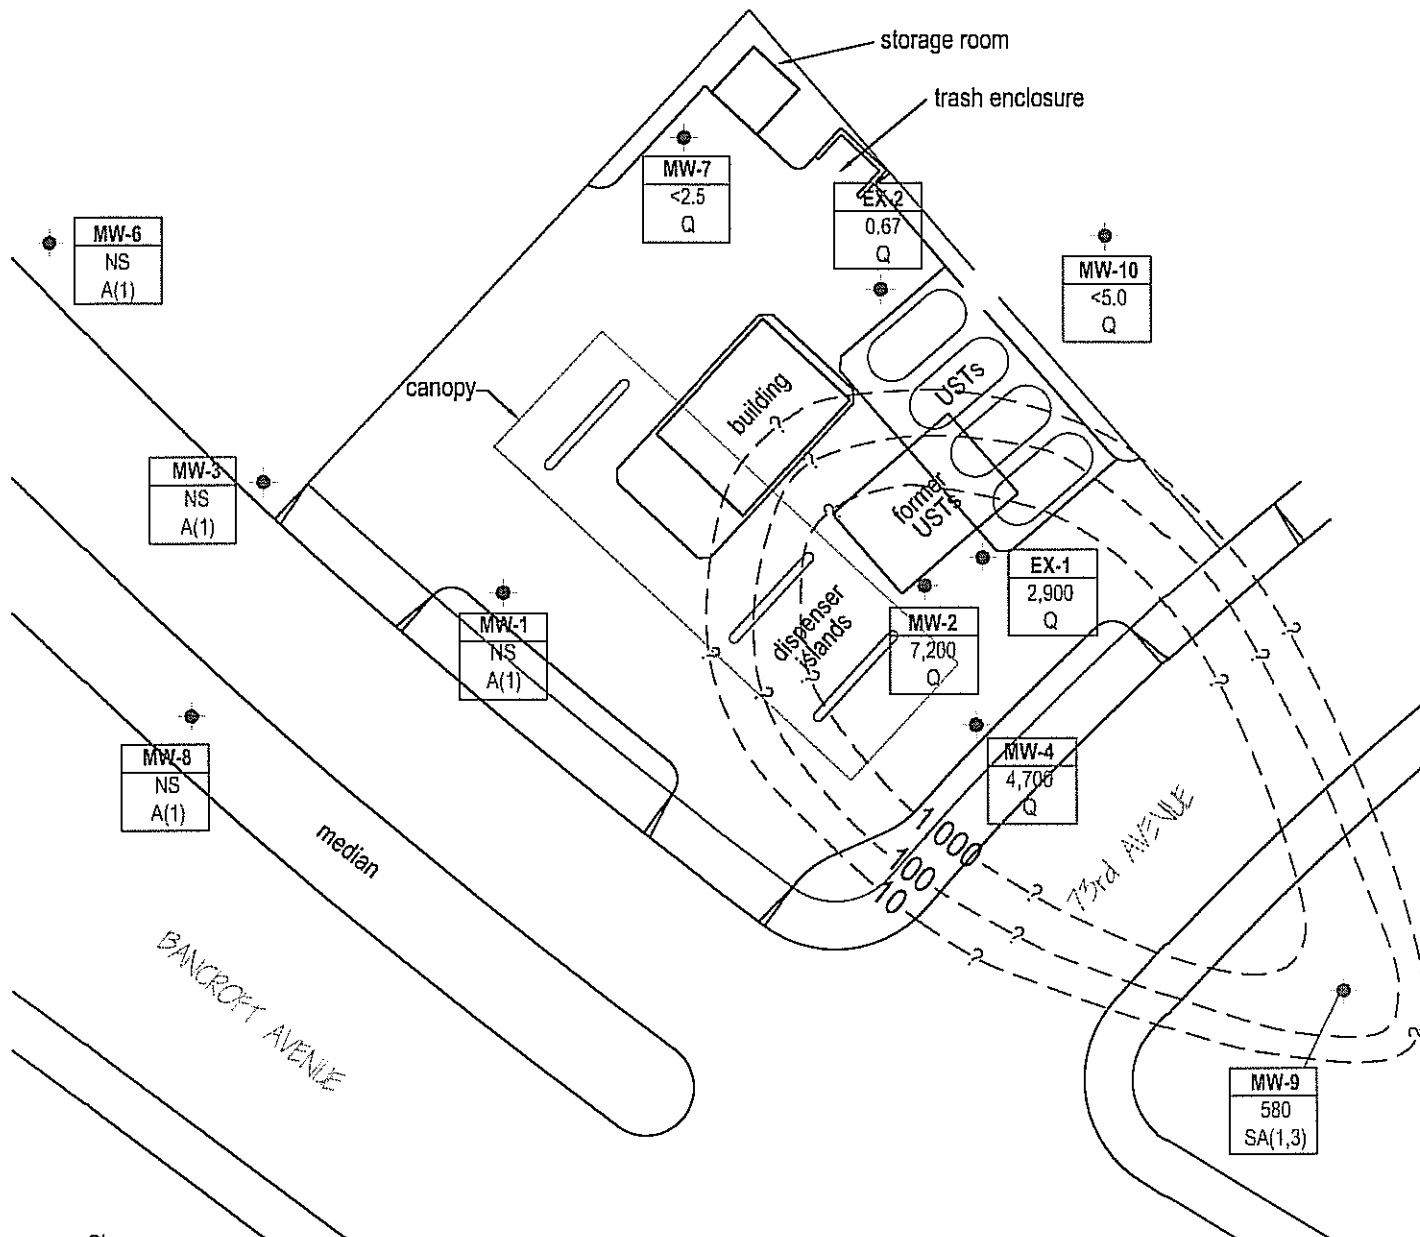 storage room
trash enclosure
MW-7
<2.5
Q
EX-2
0.67
Q
MW-6
NS
A(1)
MW-10
<5.0
Q
canopy
building
USTs
?
?
?
former
USTs
MW-3
NS
A(1)
EX-1
2,900
Q
MW-1
NS
A(1)
dispenser
islands
MW-2
7,200
Q
?
?
?
?
?
?
MW-8
NS
A(1)
MW-4
4,700
Q
median
1000
100
10
73rd AVENUE
?
?
?
BANCROFT AVENUE
?
MW-9
580
SA(1,3)